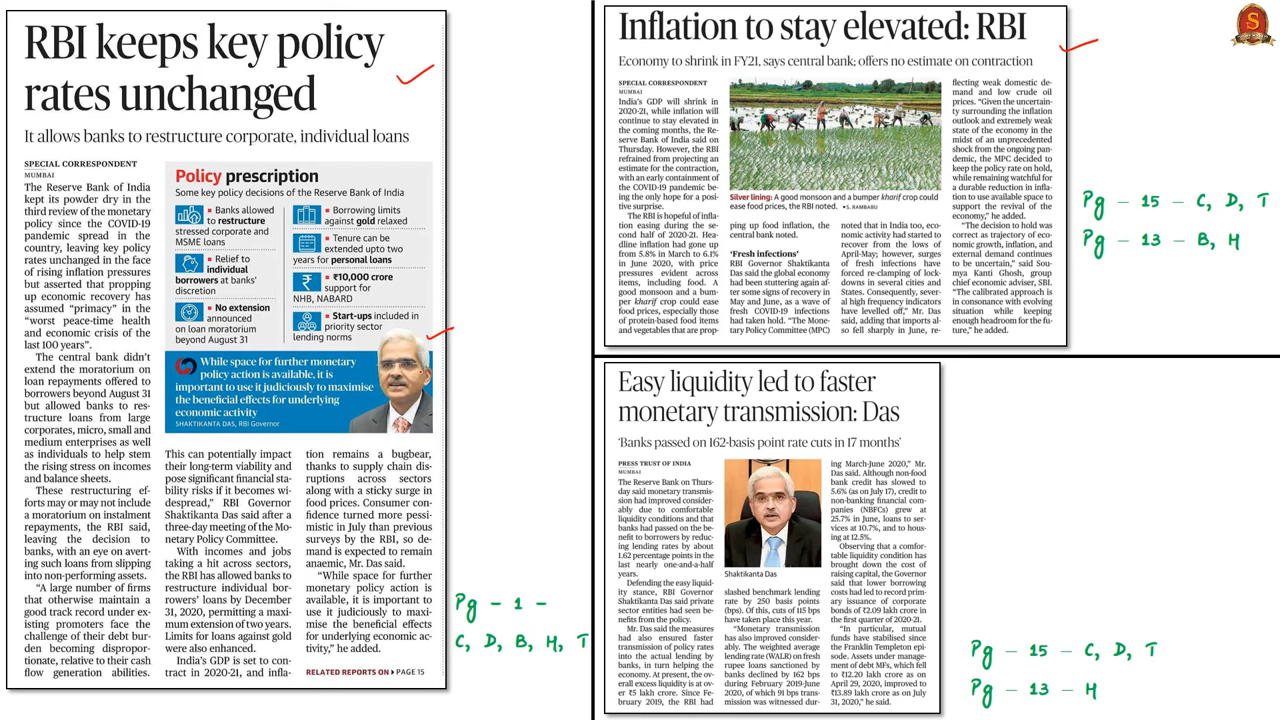 RBI keeps key policy
rates unchanged
It allows banks to restructure corporate, individual loans
SPECIAL CORRESPONDENT
MUMBAI
The Reserve Bank of India
kept its powder dry in the
third review of the monetary
policy since the COVID-19
pandemic spread in the
country, leaving key policy
rates unchanged in the face
of rising inflation pressures
but asserted that propping
up economic recovery has
assumed “primacy” in the
“worst peace-time health
and economic crisis of the
last 100 years”.
The central bank didn’t
extend the moratorium on
loan repayments offered to
borrowers beyond August 31
but allowed banks to res-
tructure loans from large
corporates, micro, small and
medium enterprises as well
as individuals to help stem
the rising stress on incomes
and balance sheets.
These restructuring ef-
forts may or may not include
a moratorium on instalment
repayments, the RBI said,
leaving the decision to
banks, with an eye on avert-
ing such loans from slipping
into non-performing assets.
“A large number of firms
that otherwise maintain a
good track record under ex-
isting promoters face the
challenge of their debt bur-
den becoming dispropor-
tionate, relative to their cash
flow generation abilities.
Policy prescription
Some key policy decisions of the Reserve Bank of India
Banks allowed
to restructure
stressed corporate and
MSME loans
Relief to
individual
borrowers at banks’
discretion
No extension
announced
on loan moratorium
beyond August 31
Borrowing limits
against gold relaxed
Tenure can be
extended upto two
years for personal loans
₹10,000 crore
support for
NHB, NABARD
Start-ups included in
priority sector
lending norms
While space for further monetary
policy action is available, it is
important to use it judiciously to maximise
the beneficial effects for underlying
economic activity
SHAKTIKANTA DAS, RBI Governor
This can potentially impact
their long-term viability and
pose significant financial sta-
bility risks if it becomes wi-
despread,” RBI Governor
Shaktikanta Das said after a
three-day meeting of the Mo-
netary Policy Committee.
With incomes and jobs
taking a hit across sectors,
the RBI has allowed banks to
restructure individual bor-
rowers’ loans by December
31, 2020, permitting a maxi-
mum extension of two years.
Limits for loans against gold
were also enhanced.
India’s GDP is set to con-
tract in 2020-21, and infla-
tion remains a bugbear,
thanks to supply chain dis-
ruptions across sectors
along with a sticky surge in
food prices. Consumer con-
fidence turned more pessi-
mistic in July than previous
surveys by the RBI, so de-
mand is expected to remain
anaemic, Mr. Das said.
“While space for further
monetary policy action is
available, it is important to
use it judiciously to maxi-
mise the beneficial effects
for underlying economic ac-
tivity,” he added.
RELATED REPORTS ON PAGE 15
Pg - 1 -
C, D, B, H, T
Inflation to stay elevated: RBI
Economy to shrink in FY21, says central bank; offers no estimate on contraction
SPECIAL CORRESPONDENT
MUMBAI
India’s GDP will shrink in
2020-21, while inflation will
continue to stay elevated in
the coming months, the Re-
serve Bank of India said on
Thursday. However, the RBI
refrained from projecting an
estimate for the contraction,
with an early containment of
the COVID-19 pandemic be-
ing the only hope for a posi-
tive surprise.
The RBI is hopeful of infla-
tion easing during the se-
cond half of 2020-21. Hea-
dline inflation had gone up
from 5.8% in March to 6.1%
in June 2020, with price
pressures evident across
items, including food. A
good monsoon and a bum-
per kharif crop could ease
food prices, especially those
of protein-based food items
and vegetables that are prop-
Silver lining: A good monsoon and a bumper kharif crop could
ease food prices, the RBI noted. S. RAMBABU
ping up food inflation, the
central bank noted.
‘Fresh infections’
RBI Governor Shaktikanta
Das said the global economy
had been stuttering again af-
ter some signs of recovery in
May and June, as a wave of
fresh COVID-19 infections
had taken hold. “The Mone-
tary Policy Committee (MPC)
noted that in India too, eco-
nomic activity had started to
recover from the lows of
April-May; however, surges
of fresh infections have
forced re-clamping of lock-
downs in several cities and
States. Consequently, sever-
al high frequency indicators
have levelled off,” Mr. Das
said, adding that imports al-
so fell sharply in June, re-
flecting weak domestic de-
mand and low crude oil
prices. “Given the uncertain-
ty surrounding the inflation
outlook and extremely weak
state of the economy in the
midst of an unprecedented
shock from the ongoing pan-
demic, the MPC decided to
keep the policy rate on hold,
while remaining watchful for
a durable reduction in infla-
tion to use available space to
support the revival of the
economy,” he added.
“The decision to hold was
correct as trajectory of eco-
nomic growth, inflation, and
external demand continues
to be uncertain,” said Sou-
mya Kanti Ghosh, group
chief economic adviser, SBI.
“The calibrated approach is
in consonance with evolving
situation while keeping
enough headroom for the fu-
ture,” he added.
Pg - 15 - C, D, T
Pg - 13 - B, H
Easy liquidity led to faster
monetary transmission: Das
‘Banks passed on 162-basis point rate cuts in 17 months’
PRESS TRUST OF INDIA
MUMBAI
The Reserve Bank on Thurs-
day said monetary transmis-
sion had improved consider-
ably due to comfortable
liquidity conditions and that
banks had passed on the be-
nefit to borrowers by reduc-
ing lending rates by about
1.62 percentage points in the
last nearly one-and-a-half
years.
Defending the easy liquid-
ity stance, RBI Governor
Shaktikanta Das said private
sector entities had seen be-
nefits from the policy.
Mr. Das said the measures
had also ensured faster
transmission of policy rates
into the actual lending by
banks, in turn helping the
economy. At present, the ov-
erall excess liquidity is at ov-
er ₹5 lakh crore. Since Fe-
bruary 2019, the RBI had
Shaktikanta Das
slashed benchmark lending
rate by 250 basis points
(bps). Of this, cuts of 115 bps
have taken place this year.
“Monetary transmission
has also improved consider-
ably. The weighted average
lending rate (WALR) on fresh
rupee loans sanctioned by
banks declined by 162 bps
during February 2019-June
2020, of which 91 bps trans-
mission was witnessed dur-
ing March-June 2020,” Mr.
Das said. Although non-food
bank credit has slowed to
5.6% (as on July 17), credit to
non-banking financial com-
panies (NBFCs) grew at
25.7% in June, loans to serv-
ices at 10.7%, and to hous-
ing at 12.5%.
Observing that a comfor-
table liquidity condition has
brought down the cost of
raising capital, the Governor
said that lower borrowing
costs had led to record prim-
ary issuance of corporate
bonds of ₹2.09 lakh crore in
the first quarter of 2020-21.
“In particular, mutual
funds have stabilised since
the Franklin Templeton epi-
sode. Assets under manage-
ment of debt MFs, which fell
to ₹12.20 lakh crore as on
April 29, 2020, improved to
₹13.89 lakh crore as on July
31, 2020,” he said.
Pg - 15 - C, D, T
Pg - 13 - H
S